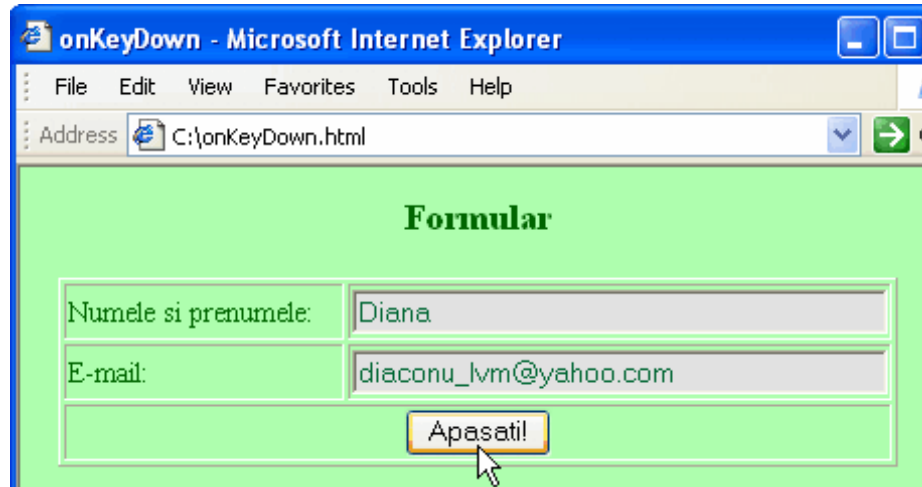 onKeyDown - Microsoft Internet Explorer
File Edit View Favorites Tools Help
Address C:\onKeyDown.html
Formular
Numele si prenumele: Diana
E-mail: diaconu_lvm@yahoo.com
Apasati!